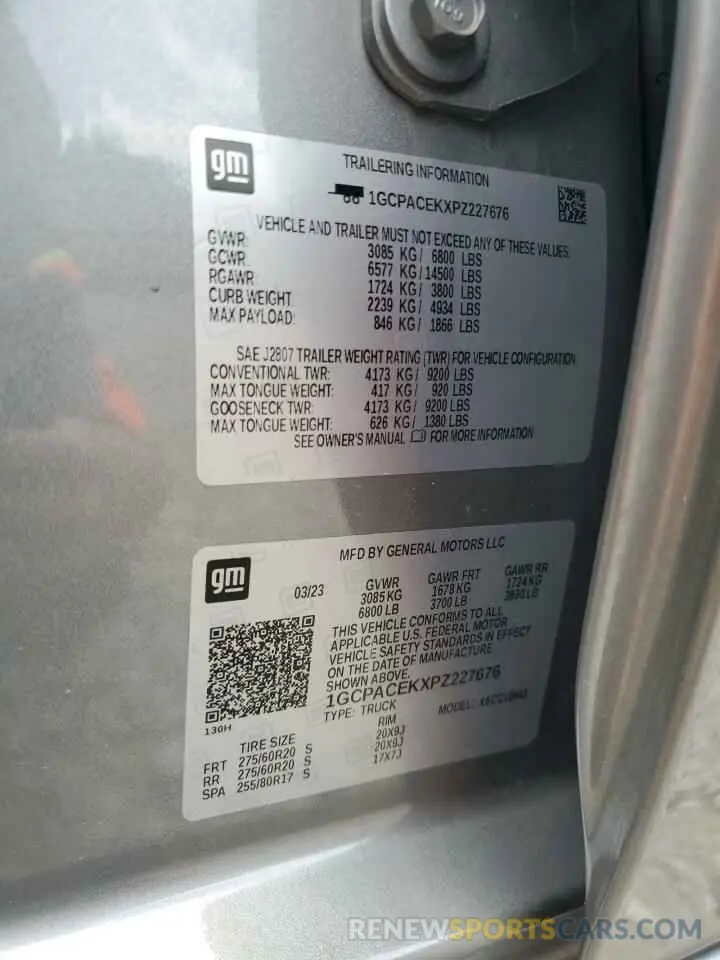 gm
TRAILERING INFORMATION
1GCPACEKXPZ227676
VEHICLE AND TRAILER MUST NOT EXCEED ANY OF THESE VALUES.
GVWR: 3085 KG/ 6800 LBS
GCWR: 6577 KG/ 14500 LBS
RGAWR: 1724 KG/ 3800 LBS
CURB WEIGHT: 2239 KG/ 4934 LBS
MAX PAYLOAD: 846 KG/ 1866 LBS
SAE J2807 TRAILER WEIGHT RATING (TWR) FOR VEHICLE CONFIGURATION
CONVENTIONAL TWR: 4173 KG/ 9200 LBS
MAX TONGUE WEIGHT: 417 KG/ 920 LBS
GOOSENECK TWR: 4173 KG/ 9200 LBS
MAX TONGUE WEIGHT: 626 KG/ 1380 LBS
SEE OWNER'S MANUAL FOR MORE INFORMATION
gm
MFD BY GENERAL MOTORS LLC
03/23 GVWR GAWR FRT GAWR RR
3085 KG 1678 KG 1724 KG
6800 LB 3700 LB 3800 LB
THIS VEHICLE CONFORMS TO ALL
APPLICABLE U.S. FEDERAL MOTOR
VEHICLE SAFETY STANDARDS IN EFFECT
ON THE DATE OF MANUFACTURE
SHOWN ABOVE.
1GCPACEKXPZ227676
TYPE: TRUCK MODEL:
130H
TIRE SIZE RIM
FRT 275/60R20 S 20X9J
RR 275/60R20 S 20X9J
SPA 255/80R17 S 17X7J
RENEWSPORTSCARS.COM